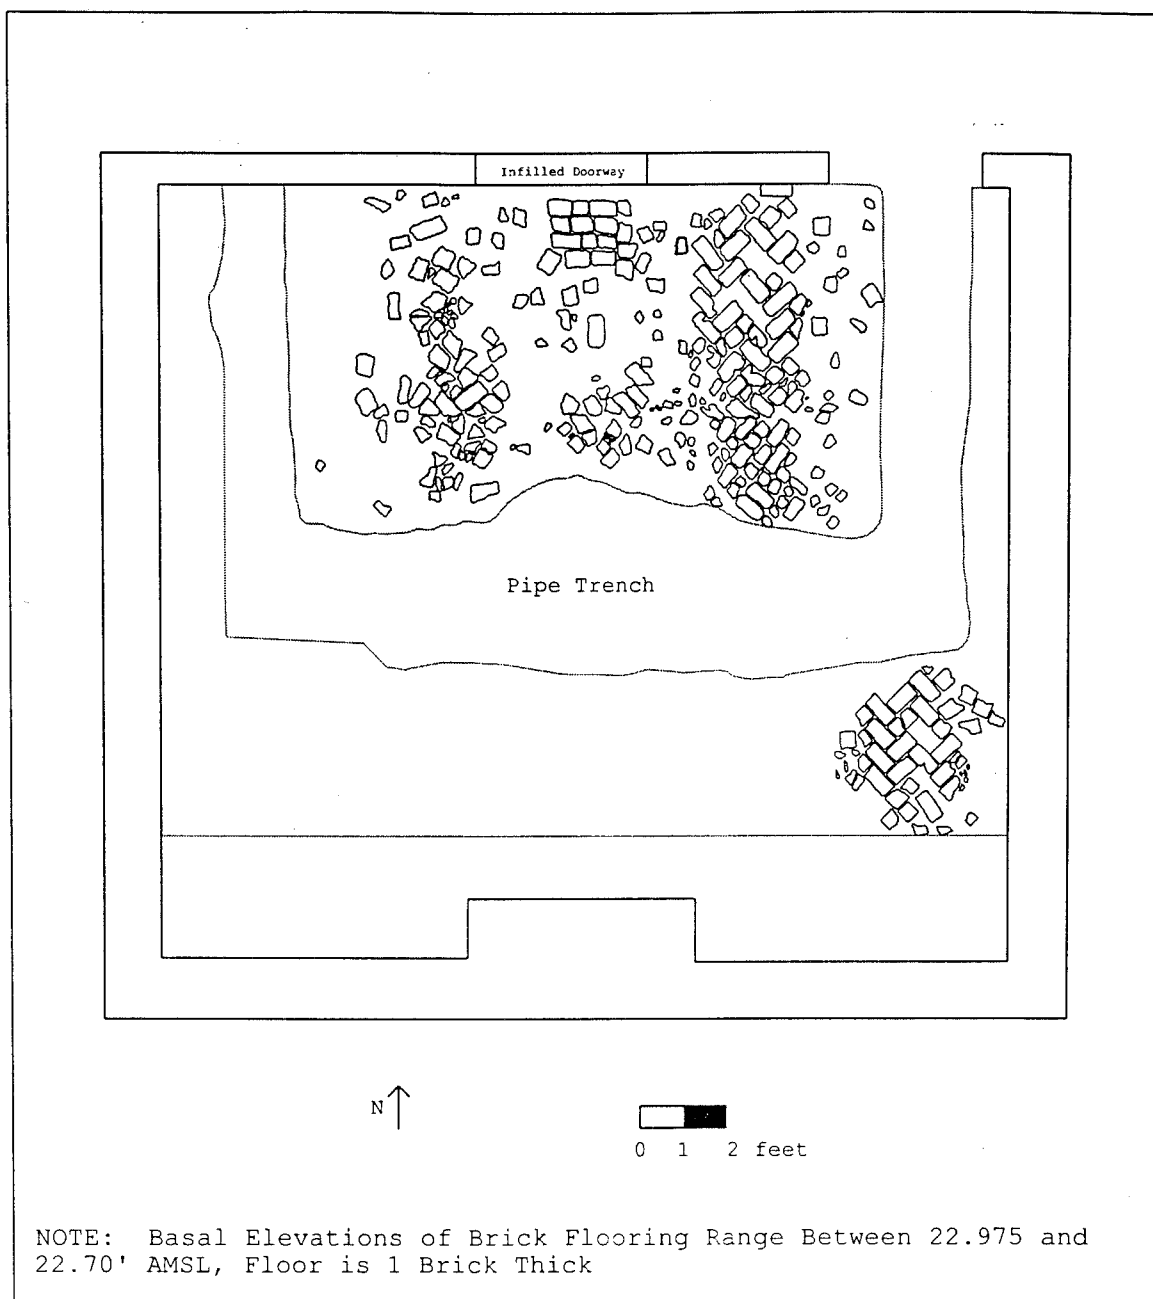 Infilled Doorway
Pipe Trench
N
0 1 2 feet
NOTE: Basal Elevations of Brick Flooring Range Between 22.975 and
22.70' AMSL, Floor is 1 Brick Thick